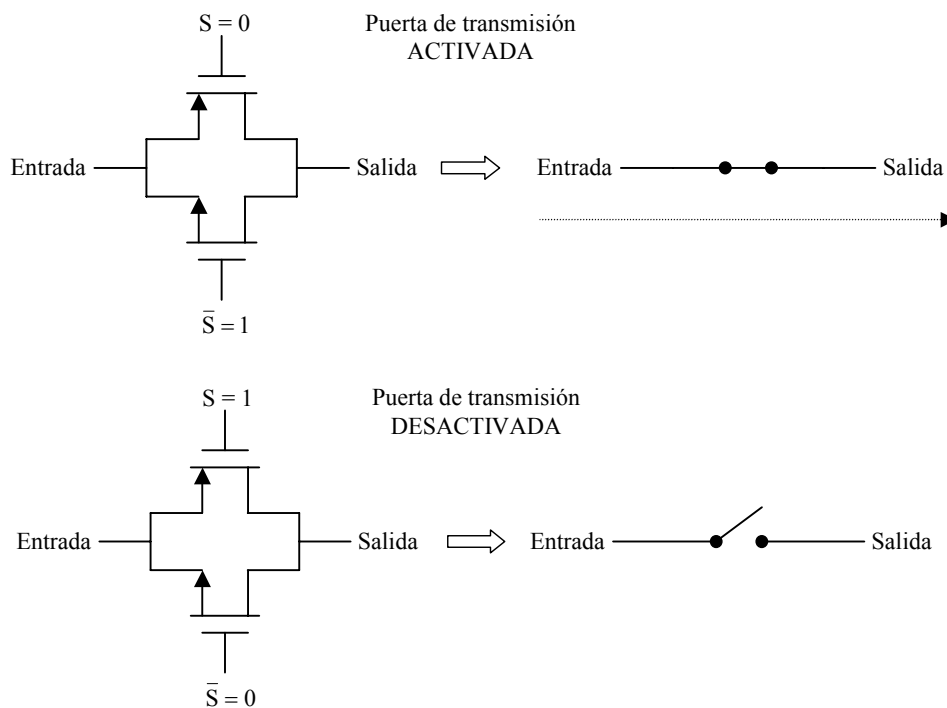 S = 0
Puerta de transmisión
ACTIVADA
Entrada
Salida
Entrada
Salida
S̅ = 1
S = 1
Puerta de transmisión
DESACTIVADA
Entrada
Salida
Entrada
Salida
S̅ = 0